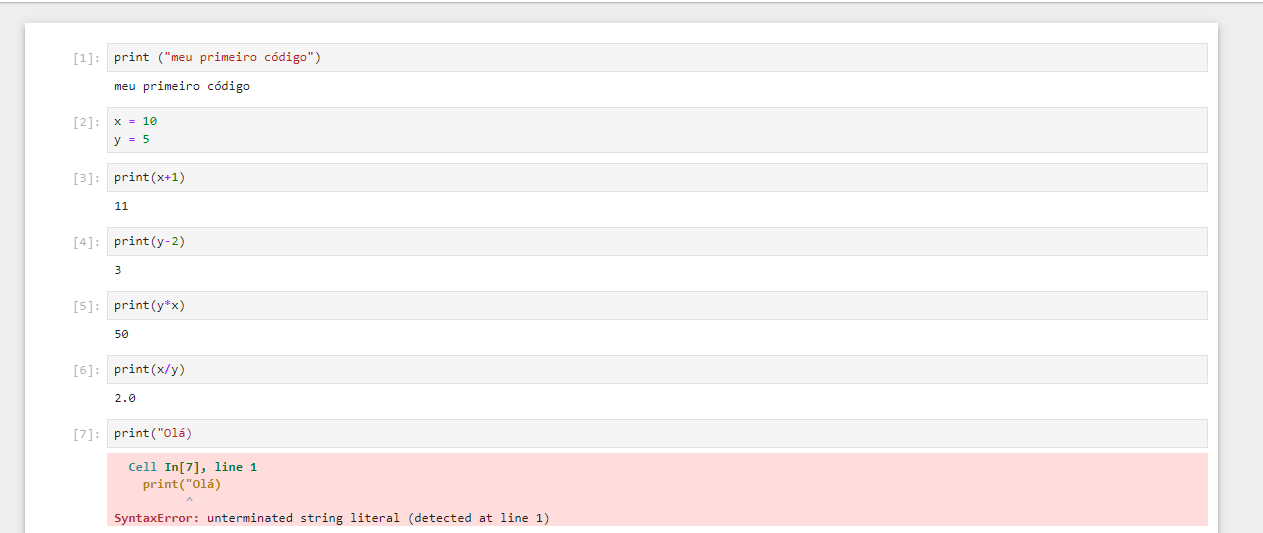 [1]: print ("meu primeiro código")
meu primeiro código
[2]: x = 10
y = 5
[3]: print(x+1)
11
[4]: print(y-2)
3
[5]: print(y*x)
50
[6]: print(x/y)
2.0
[7]: print("Olá)
Cell In[7], line 1
print("Olá)
^
SyntaxError: unterminated string literal (detected at line 1)